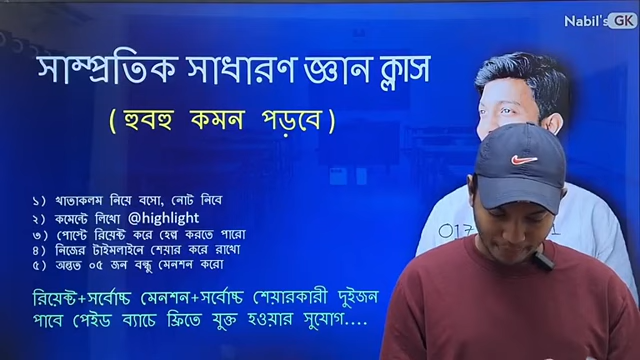 Nabil's GK
সাম্প্রতিক সাধারণ জ্ঞান ক্লাস
( হুবহু কমন পড়বে )
১) খাতাকলম নিয়ে বসো, নোট নিবে
২) কমেন্টে লিখো @highlight
৩) পোস্টে রিয়েক্ট করে হেল্প করতে পারো
৪) নিজের টাইমলাইনে শেয়ার করে রাখো
৫) অন্তত ০৫ জন বন্ধু মেনশন করো
রিয়েক্ট+সর্বোচ্চ মেনশন+সর্বোচ্চ শেয়ারকারী দুইজন
পাবে পেইড ব্যাচে ফ্রিতে যুক্ত হওয়ার সুযোগ....